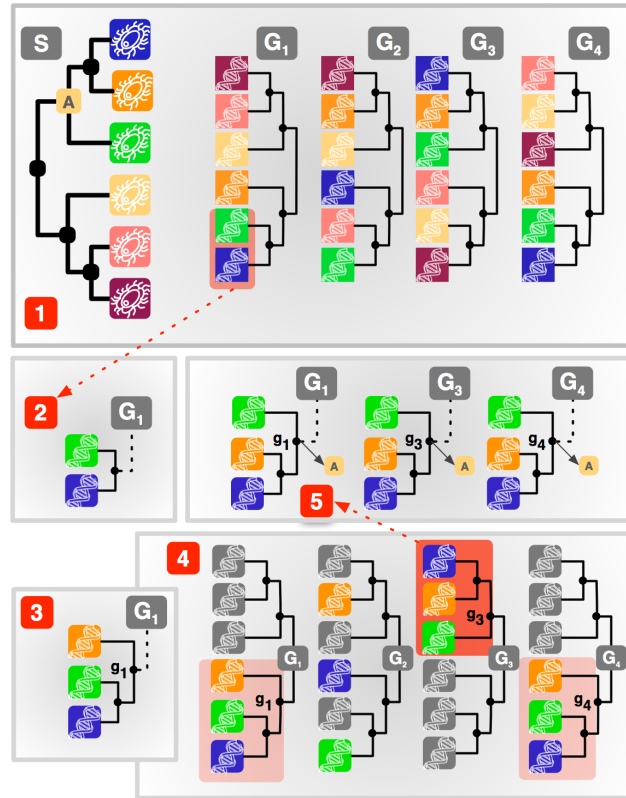 S G₁ G₂ G₃ G₄
A
1
2 G₁
G₁ G₃ G₄
g₁ g₃ g₄
A A A
5
4
3 G₁
g₁
g₃
G₁ G₂ G₃ G₄
g₁ g₄